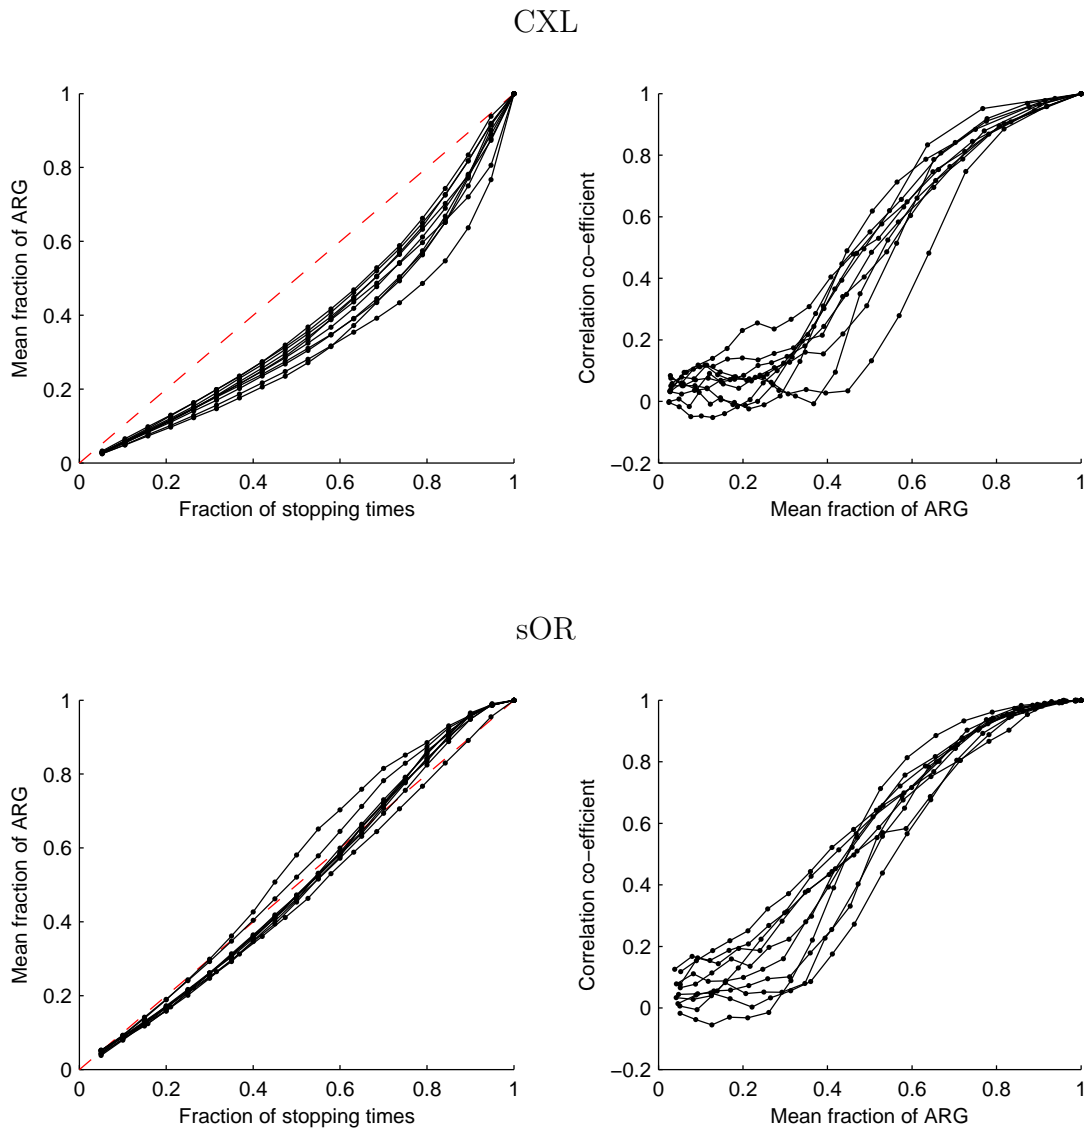 CXL
1
0.8
0.6
0.4
0.2
0
0 0.2 0.4 0.6 0.8 1
Mean fraction of ARG
Fraction of stopping times
1
0.8
0.6
0.4
0.2
0
−0.2
0 0.2 0.4 0.6 0.8 1
Correlation co−efficient
Mean fraction of ARG
sOR
1
0.8
0.6
0.4
0.2
0
0 0.2 0.4 0.6 0.8 1
Mean fraction of ARG
Fraction of stopping times
1
0.8
0.6
0.4
0.2
0
−0.2
0 0.2 0.4 0.6 0.8 1
Correlation co−efficient
Mean fraction of ARG